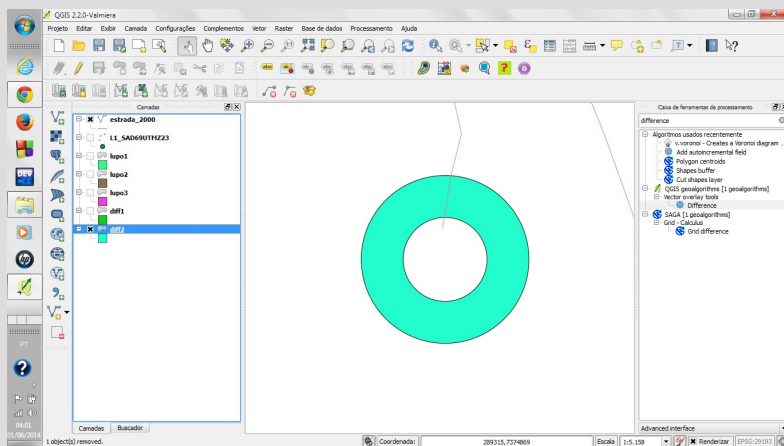 QGIS 2.2.0-Valmiera
Projeto Editar Exibir Camada Configurações Complementos Vetor Raster Base de dados Processamento Ajuda
Camadas
estrada_2000
L1_SAD69UTMZ23
lupo1
lupo2
lupo3
diff1
diff2
Camadas Buscador
Caixa de ferramentas de processamento
difference
Algoritmos usados recentemente
v.voronoi - Creates a Voronoi diagram ...
Add autoincremental field
Polygon centroids
Shapes buffer
Cut shapes layer
QGIS geoalgorithms [1 geoalgorithms]
Vector overlay tools
Difference
SAGA [1 geoalgorithms]
Grid - Calculus
Grid difference
Advanced interface
1 object(s) removed.
Coordenada: 289315,7374869 Escala 1:5.158 Renderizar EPSG:29193
DEV
hp
PT
04:01
01/06/2014